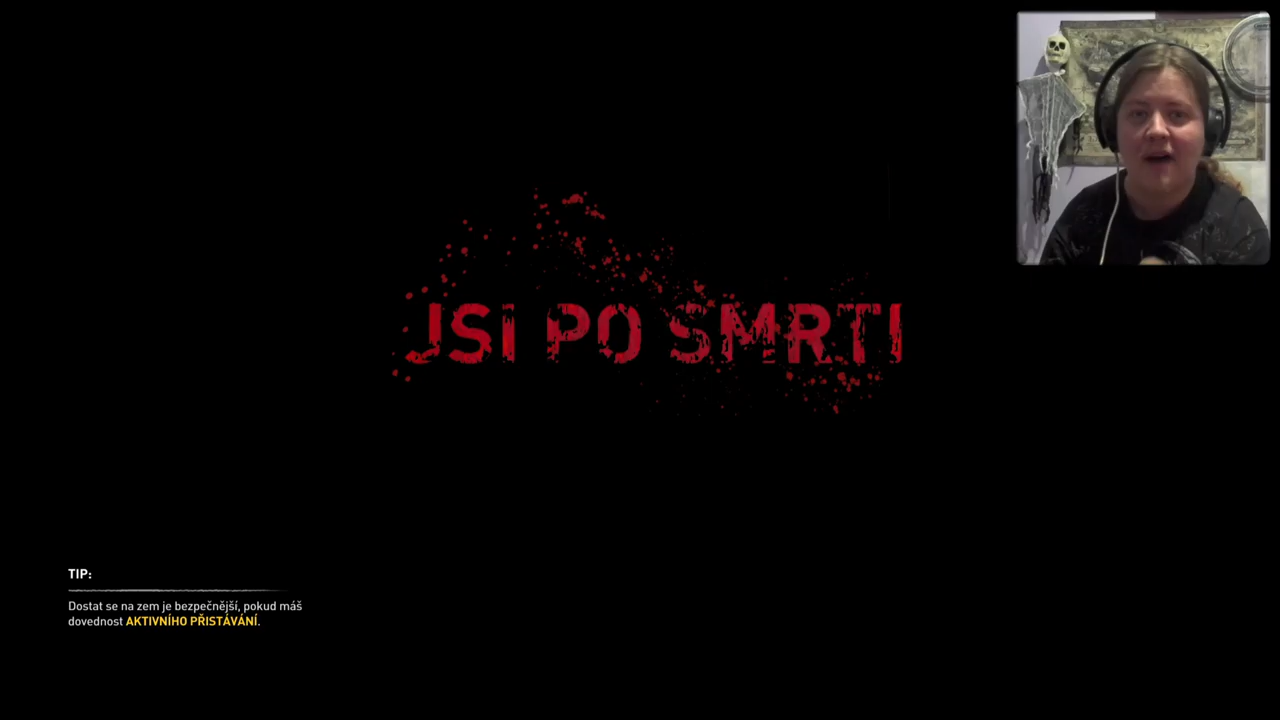 JSI PO SMRTI
TIP:
Dostat se na zem je bezpečnější, pokud máš
dovednost AKTIVNÍHO PŘISTÁVÁNÍ.